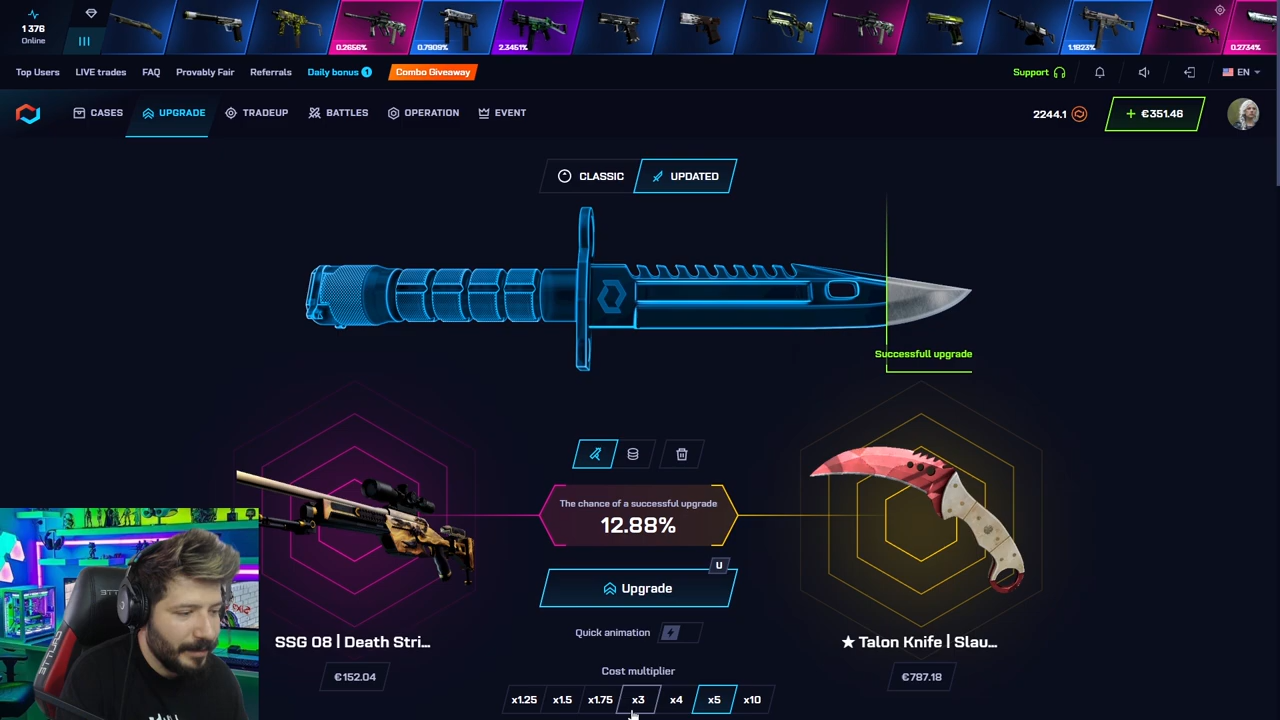 0.2656%
0.7909%
2.3451%
1.1823%
0.2734%
1 376
Online
Top Users
LIVE trades
FAQ
Provably Fair
Referrals
Daily bonus 1
Combo Giveaway
Support
EN
CASES
UPGRADE
TRADEUP
BATTLES
OPERATION
EVENT
2244.1
+ €351.46
CLASSIC
UPDATED
Successfull upgrade
The chance of a successful upgrade
12.88%
U
Upgrade
Quick animation
SSG 08 | Death Stri...
€152.04
★ Talon Knife | Slau...
€787.18
Cost multiplier
x1.25
x1.5
x1.75
x3
x4
x5
x10